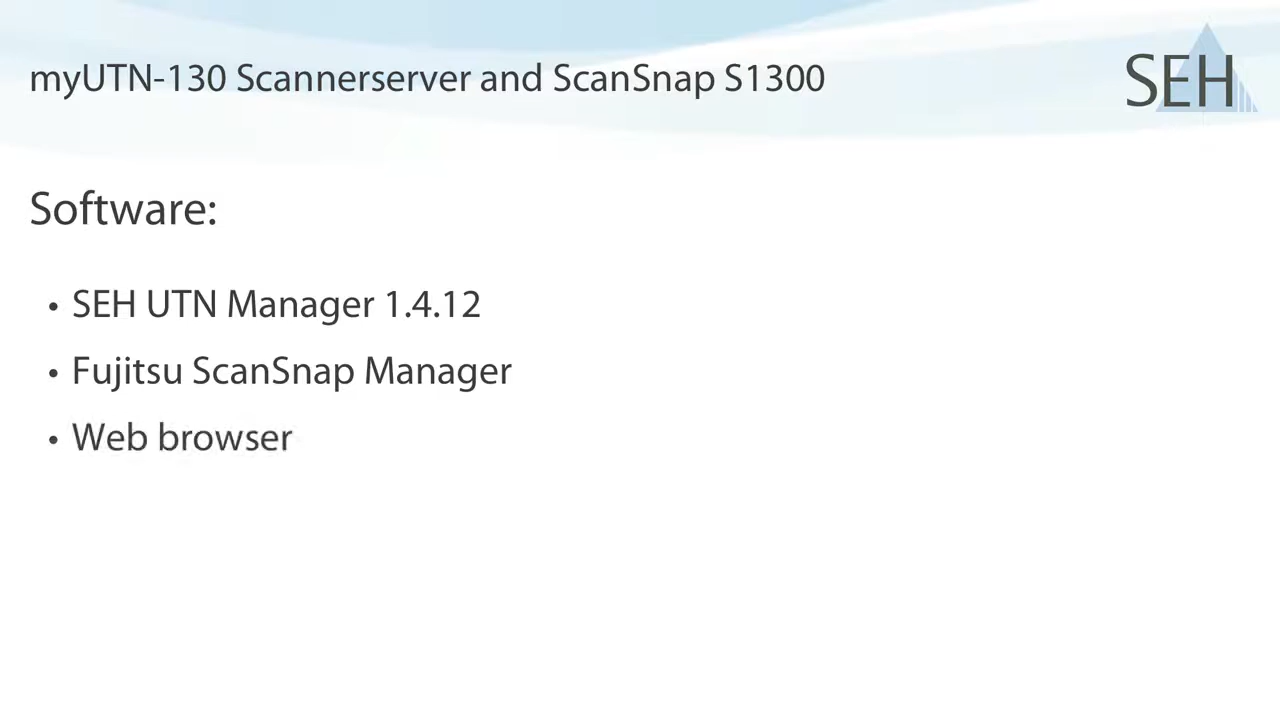 myUTN-130 Scannerserver and ScanSnap S1300
SEH
Software:
• SEH UTN Manager 1.4.12
• Fujitsu ScanSnap Manager
• Web browser